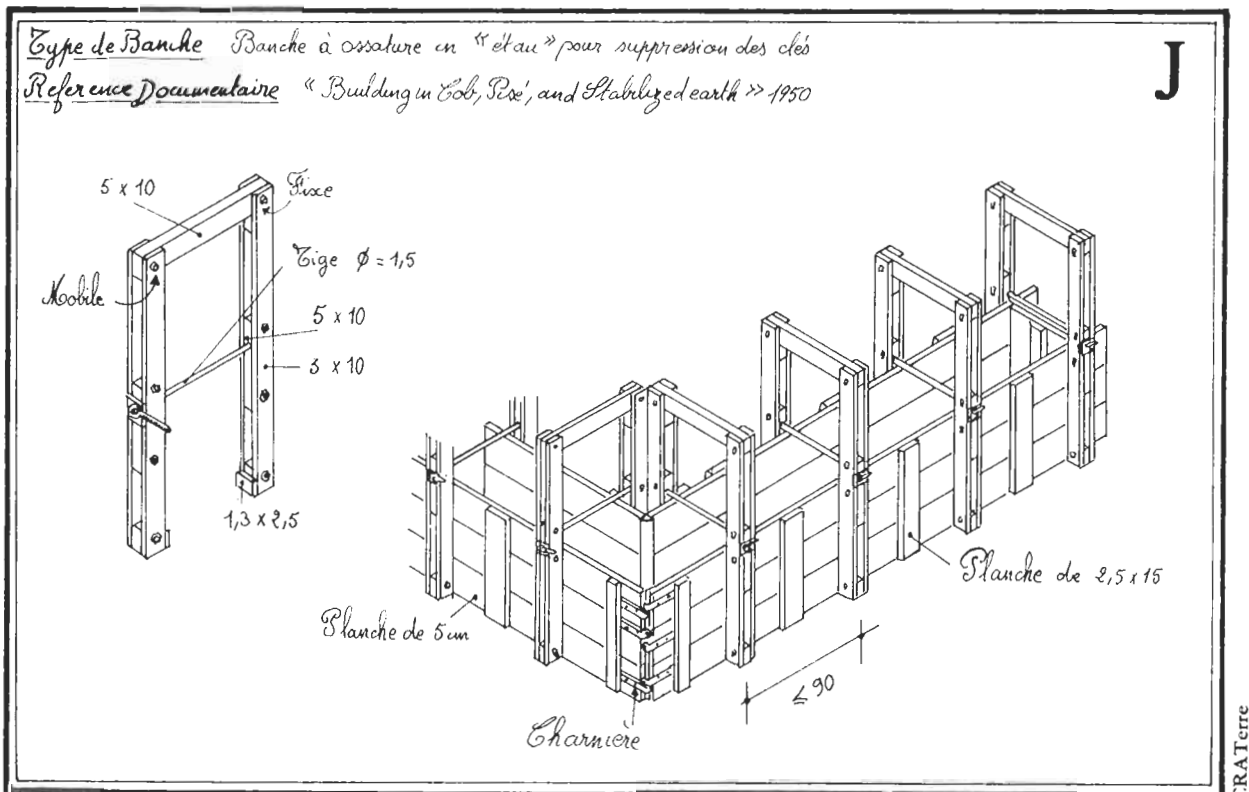 Type de Banche Banche à ossature en "étau" pour suppression des clés
Reference Documentaire « Building in Cob, Pisé, and Stabilized earth » 1950
J
5 x 10
Fixe
Tige ϕ = 1,5
Mobile
5 x 10
3 x 10
1,3 x 2,5
Planche de 2,5 x 15
Planche de 5 cm
≤ 90
Charnière
CRATerre